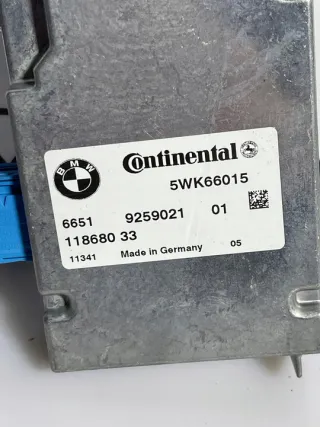 BMW
Continental
5WK66015
6651 9259021 01
118680 33
11341 Made in Germany 05